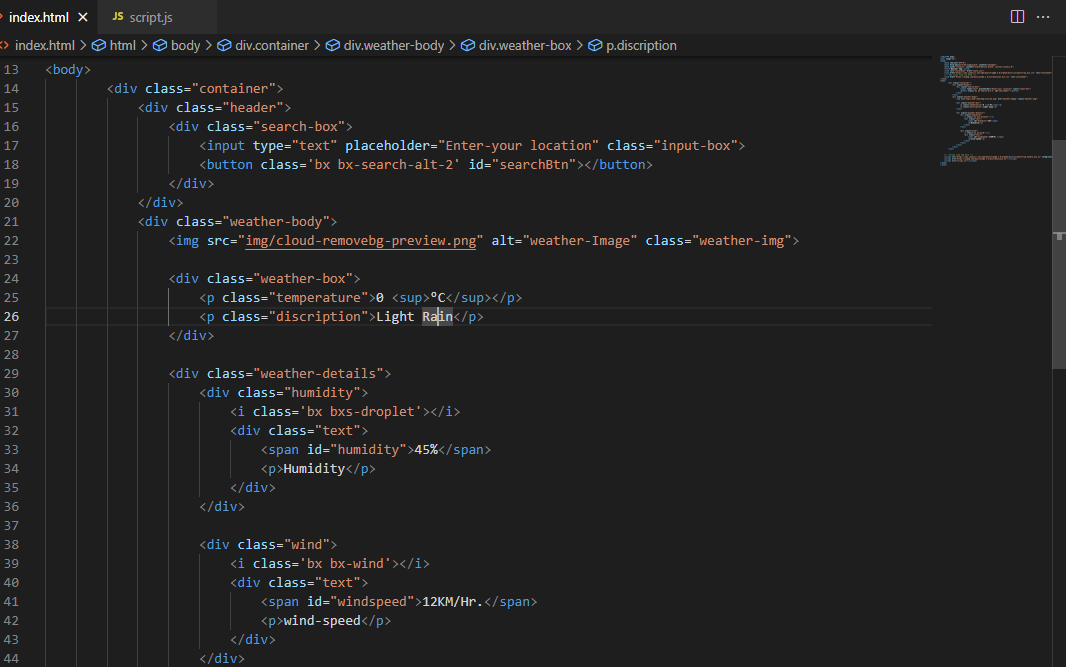 index.html
JS script.js
index.html > html > body > div.container > div.weather-body > div.weather-box > p.discription
13 <body>
14 <div class="container">
15 <div class="header">
16 <div class="search-box">
17 <input type="text" placeholder="Enter-your location" class="input-box">
18 <button class='bx bx-search-alt-2' id="searchBtn"></button>
19 </div>
20 </div>
21 <div class="weather-body">
22 <img src="img/cloud-removebg-preview.png" alt="weather-Image" class="weather-img">
23
24 <div class="weather-box">
25 <p class="temperature">0 <sup>°C</sup></p>
26 <p class="discription">Light Rain</p>
27 </div>
28
29 <div class="weather-details">
30 <div class="humidity">
31 <i class='bx bxs-droplet'></i>
32 <div class="text">
33 <span id="humidity">45%</span>
34 <p>Humidity</p>
35 </div>
36 </div>
37
38 <div class="wind">
39 <i class='bx bx-wind'></i>
40 <div class="text">
41 <span id="windspeed">12KM/Hr.</span>
42 <p>wind-speed</p>
43 </div>
44 </div>